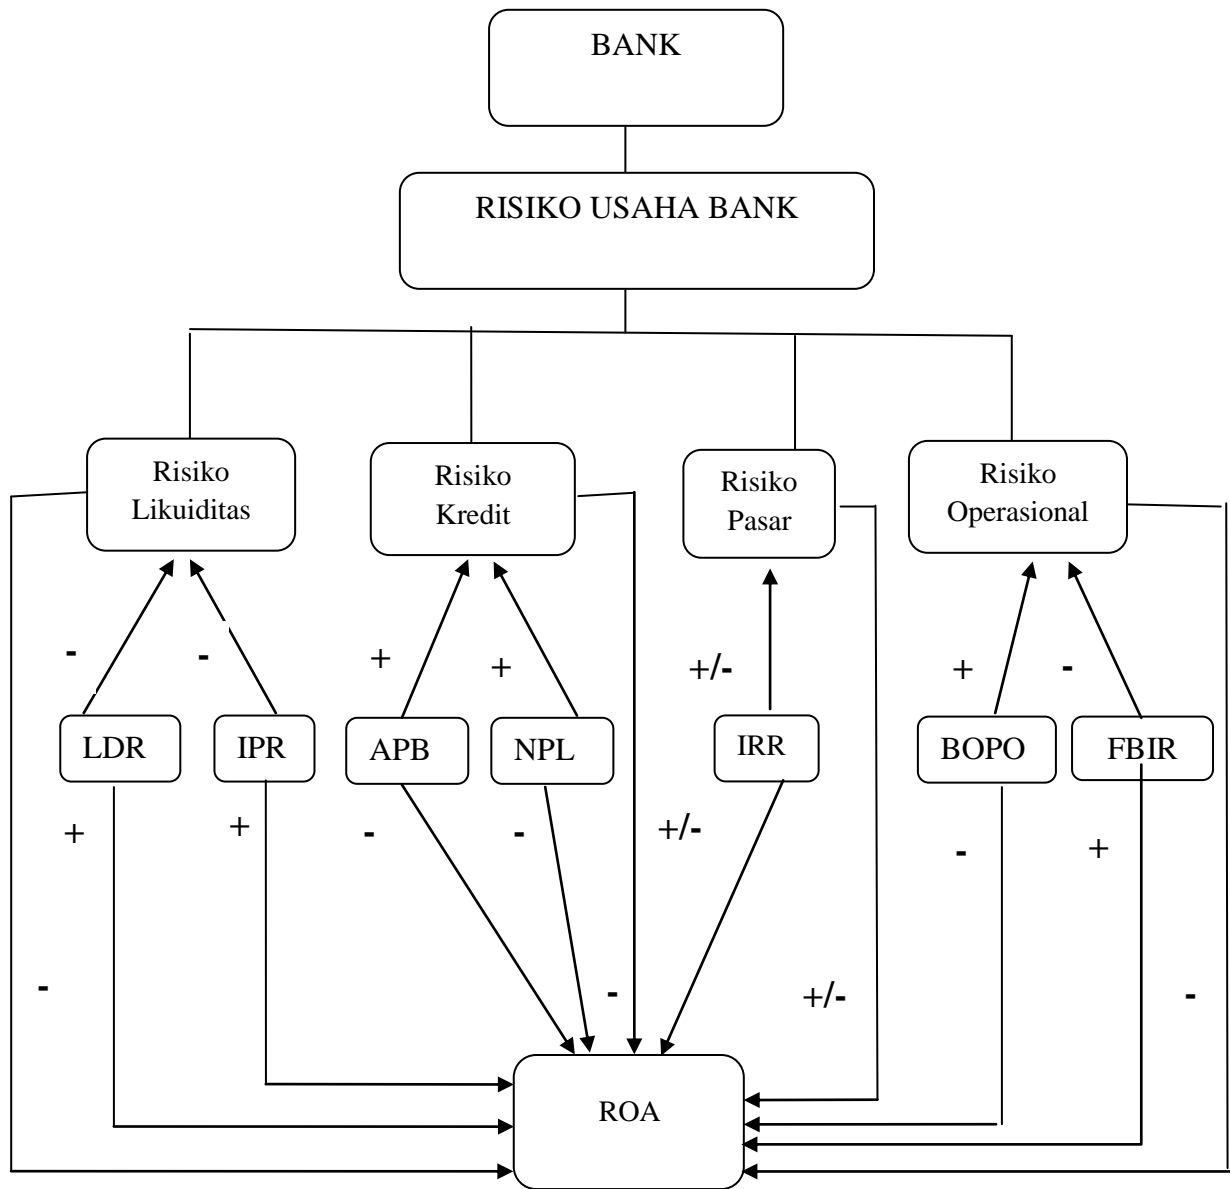 BANK
RISIKO USAHA BANK
Risiko
Likuiditas
Risiko
Kredit
Risiko
Pasar
Risiko
Operasional
-
-
+
+
+/-
+
-
LDR
IPR
APB
NPL
IRR
BOPO
FBIR
+
+
-
-
+/-
-
+
-
-
+/-
-
ROA